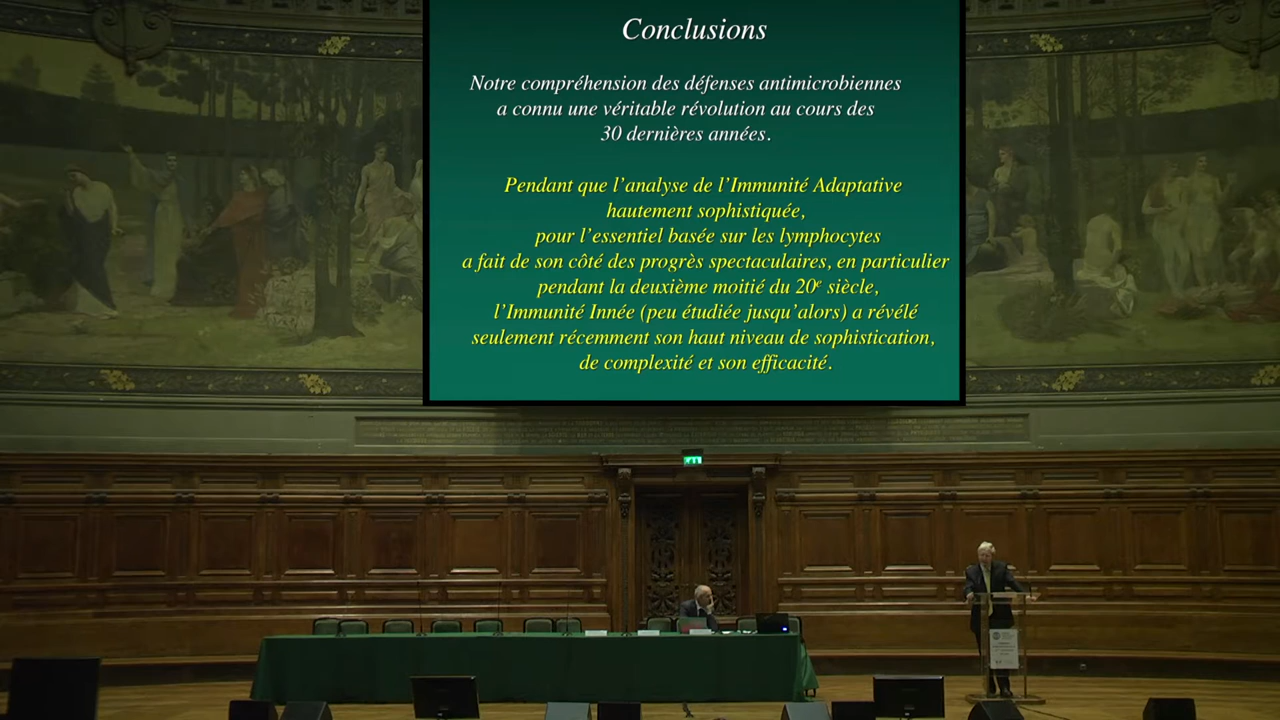 Conclusions
Notre compréhension des défenses antimicrobiennes
a connu une véritable révolution au cours des
30 dernières années.
Pendant que l’analyse de l’Immunité Adaptative
hautement sophistiquée,
pour l’essentiel basée sur les lymphocytes
a fait de son côté des progrès spectaculaires, en particulier
pendant la deuxième moitié du 20e siècle,
l’Immunité Innée (peu étudiée jusqu’alors) a révélé
seulement récemment son haut niveau de sophistication,
de complexité et son efficacité.